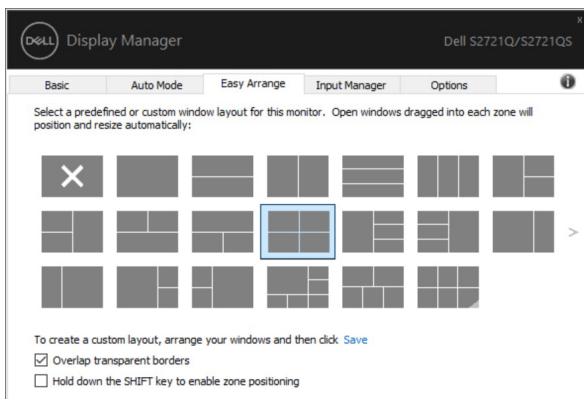 x
DELL Display Manager Dell S2721Q/S2721QS
Basic Auto Mode Easy Arrange Input Manager Options
Select a predefined or custom window layout for this monitor. Open windows dragged into each zone will
position and resize automatically:
To create a custom layout, arrange your windows and then click Save
Overlap transparent borders
Hold down the SHIFT key to enable zone positioning